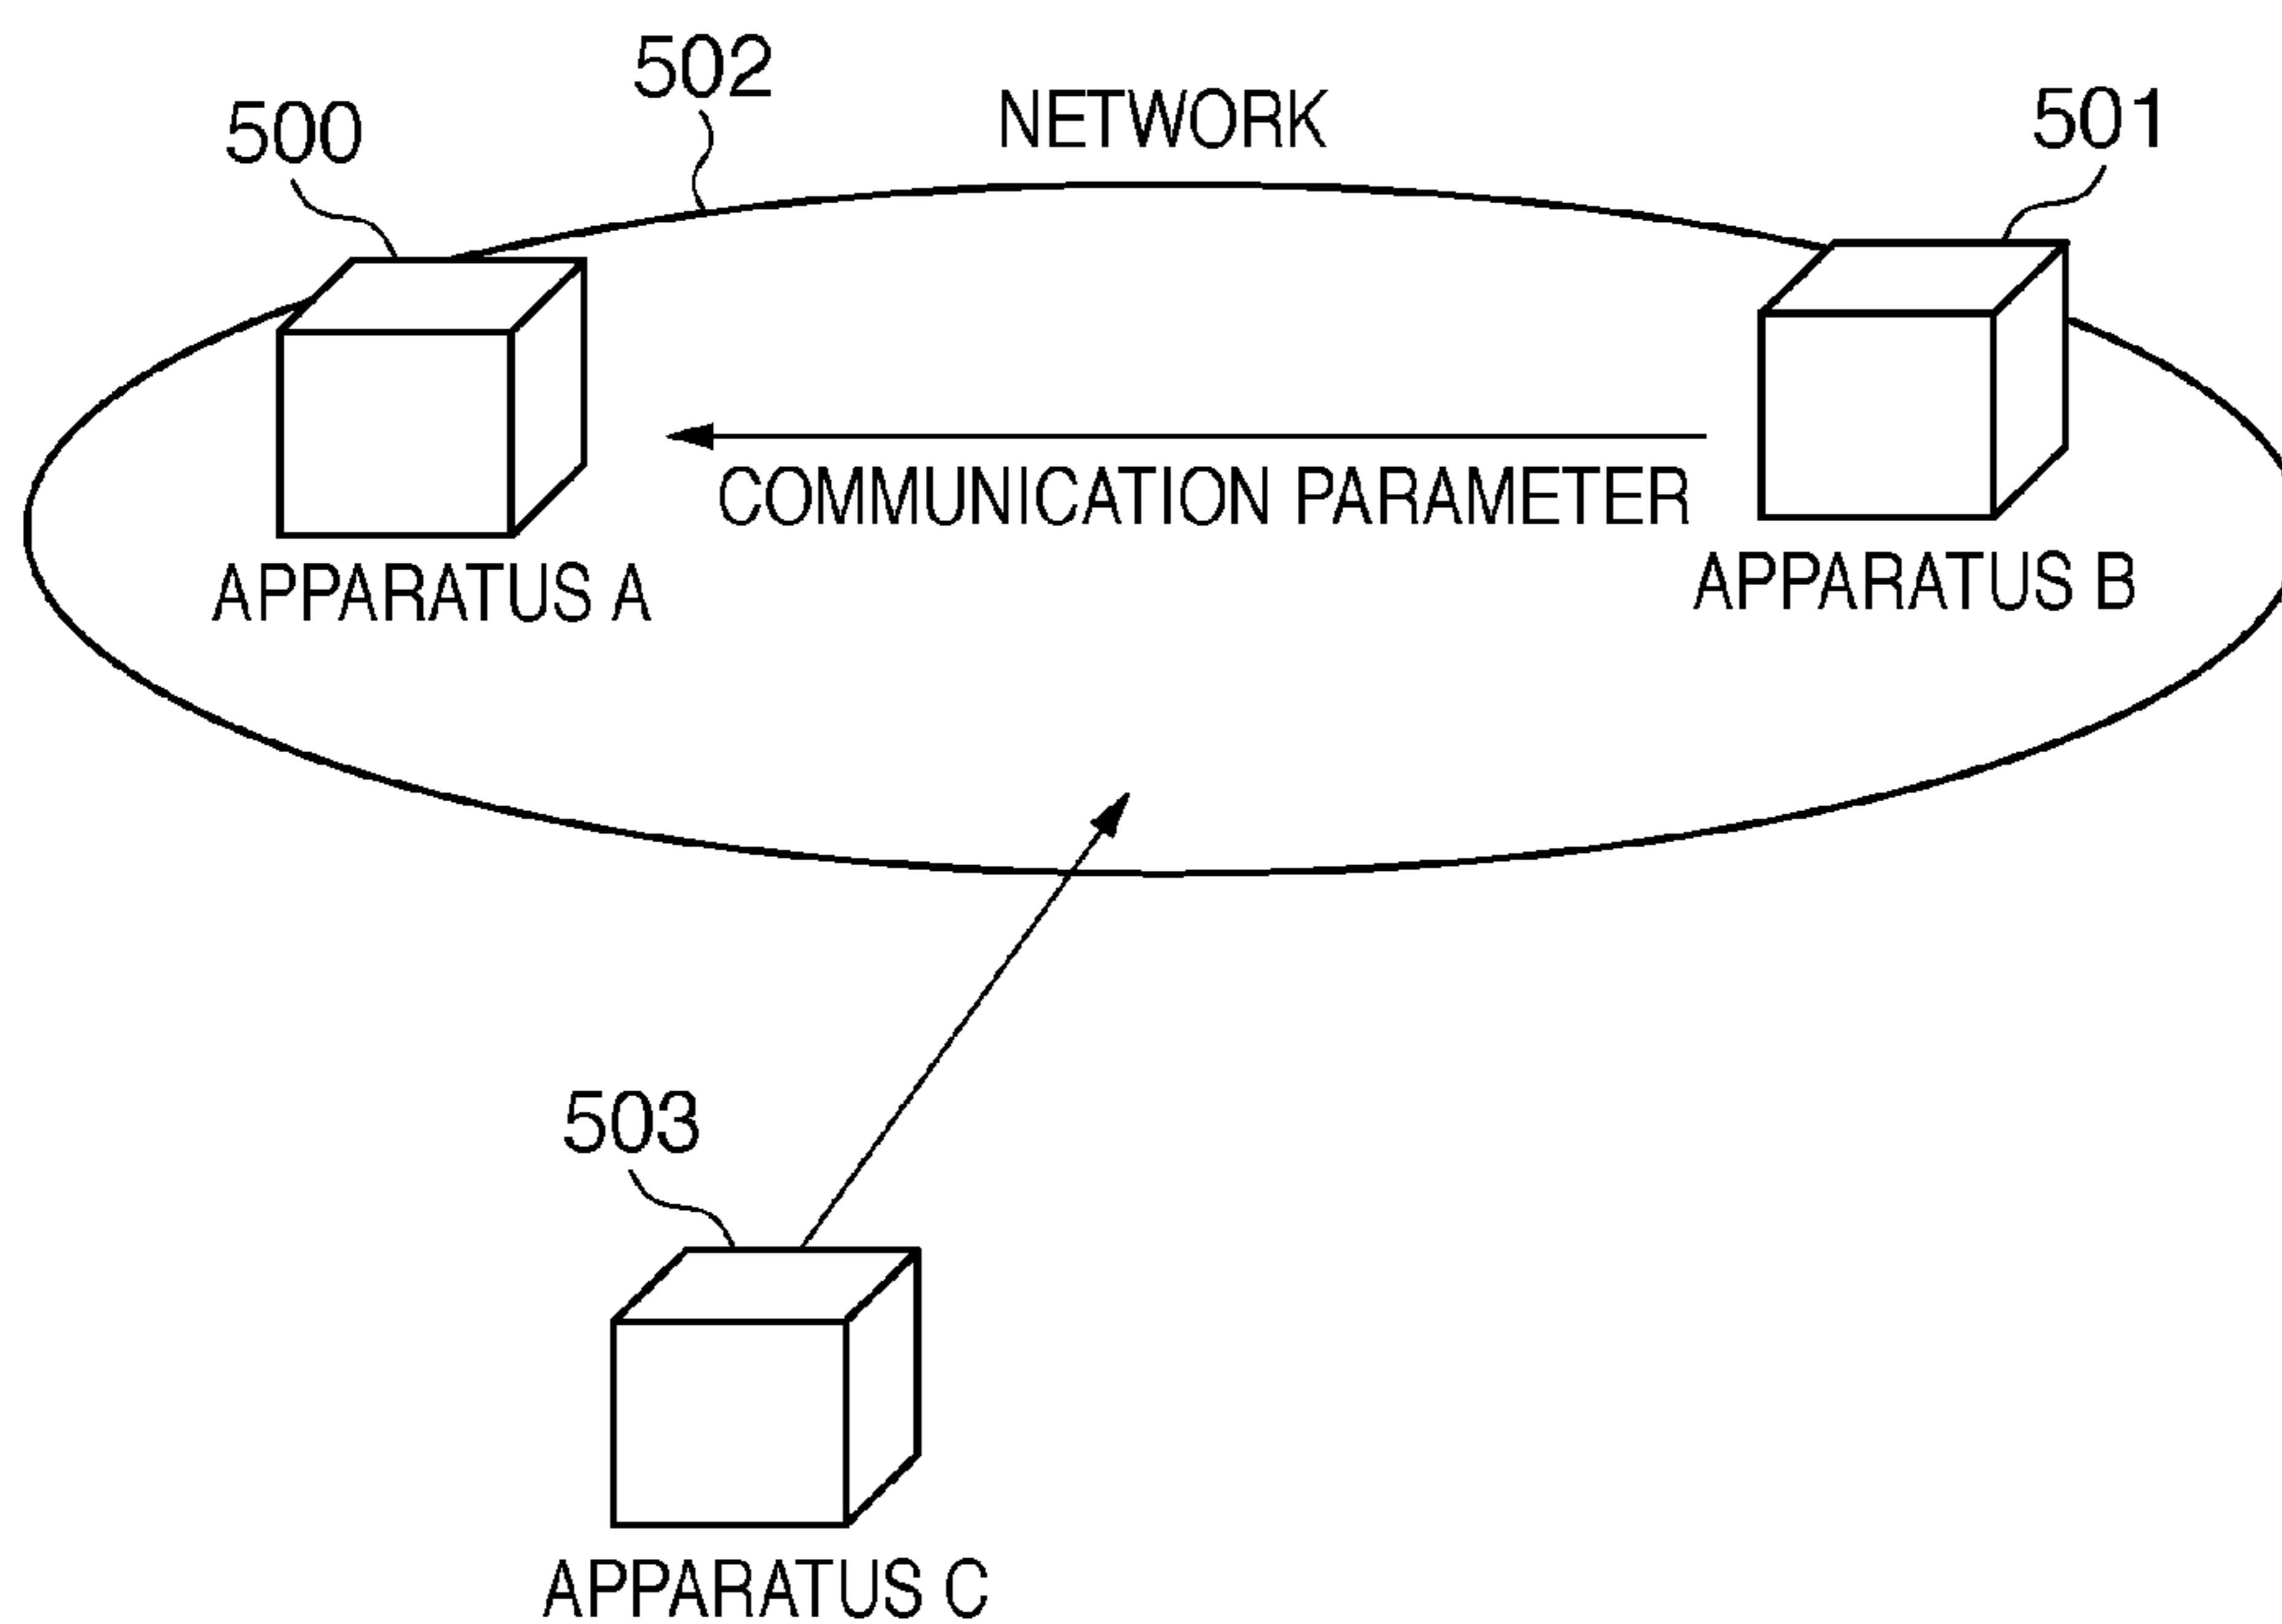 502
NETWORK
501
500
COMMUNICATION PARAMETER
APPARATUS A
APPARATUS B
503
APPARATUS C